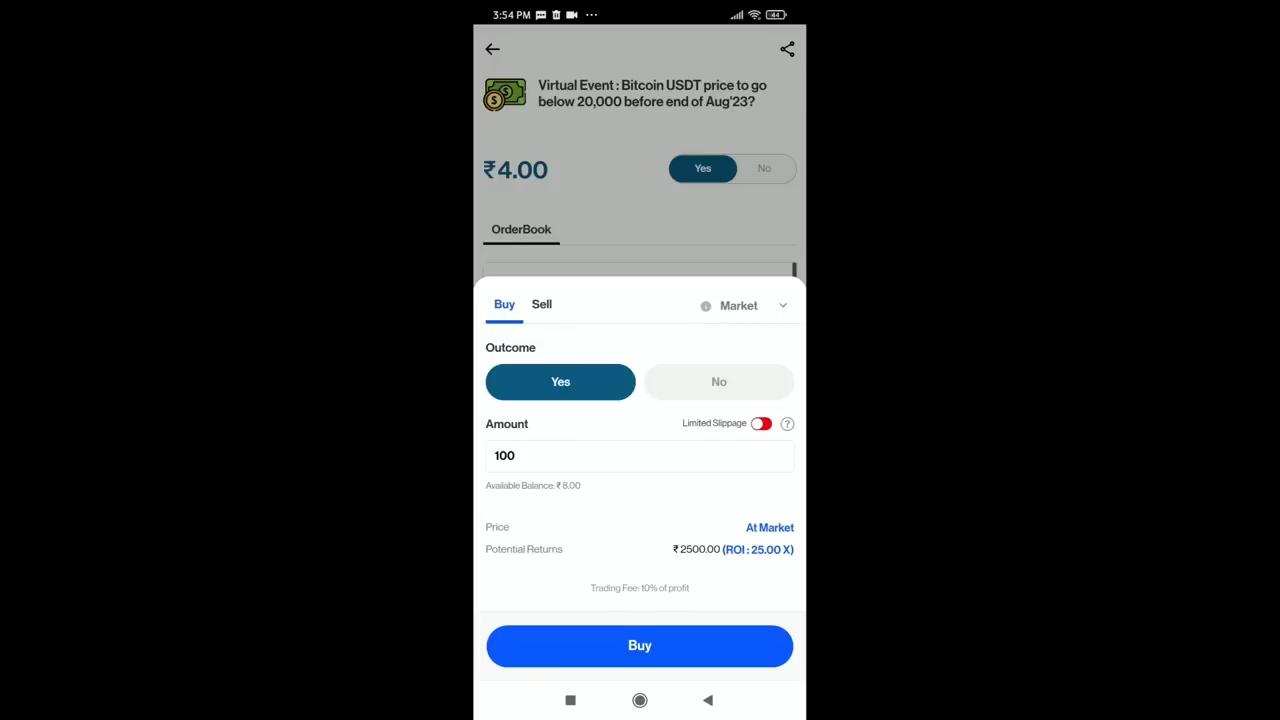 3:54 PM
44
Virtual Event : Bitcoin USDT price to go
below 20,000 before end of Aug'23?
₹4.00
Yes
No
OrderBook
Buy
Sell
Market
Outcome
Yes
No
Amount
Limited Slippage
?
100
Available Balance: ₹ 8.00
Price
At Market
Potential Returns
₹ 2500.00 (ROI : 25.00 X)
Trading Fee: 10% of profit
Buy